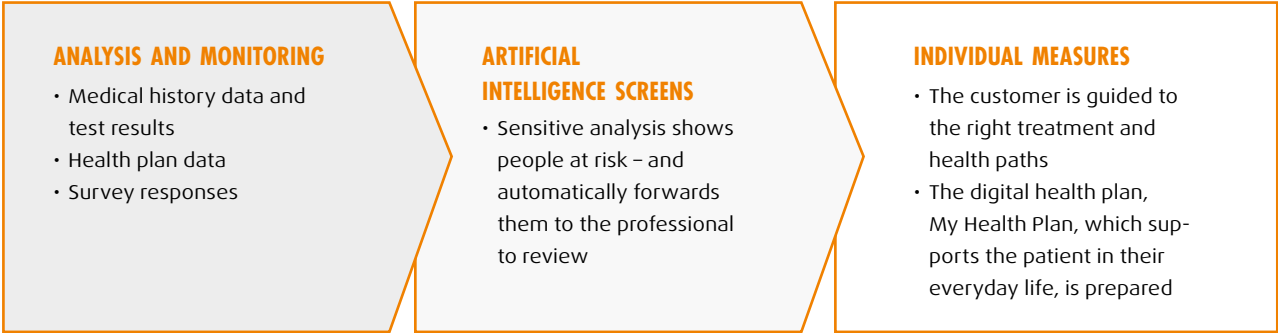 ANALYSIS AND MONITORING
• Medical history data and
test results
• Health plan data
• Survey responses
ARTIFICIAL
INTELLIGENCE SCREENS
• Sensitive analysis shows
people at risk – and
automatically forwards
them to the professional
to review
INDIVIDUAL MEASURES
• The customer is guided to
the right treatment and
health paths
• The digital health plan,
My Health Plan, which sup-
ports the patient in their
everyday life, is prepared